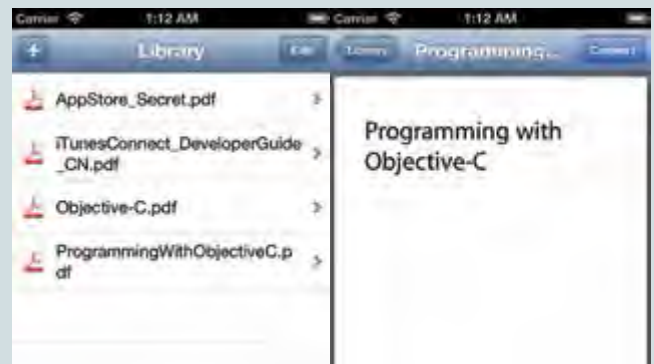 Carrier 1:12 AM
Library Edit
AppStore_Secret.pdf
iTunesConnect_DeveloperGuide
_CN.pdf
Objective-C.pdf
ProgrammingWithObjectiveC.p
df
Carrier 1:12 AM
Library Programming...
Programming with
Objective-C